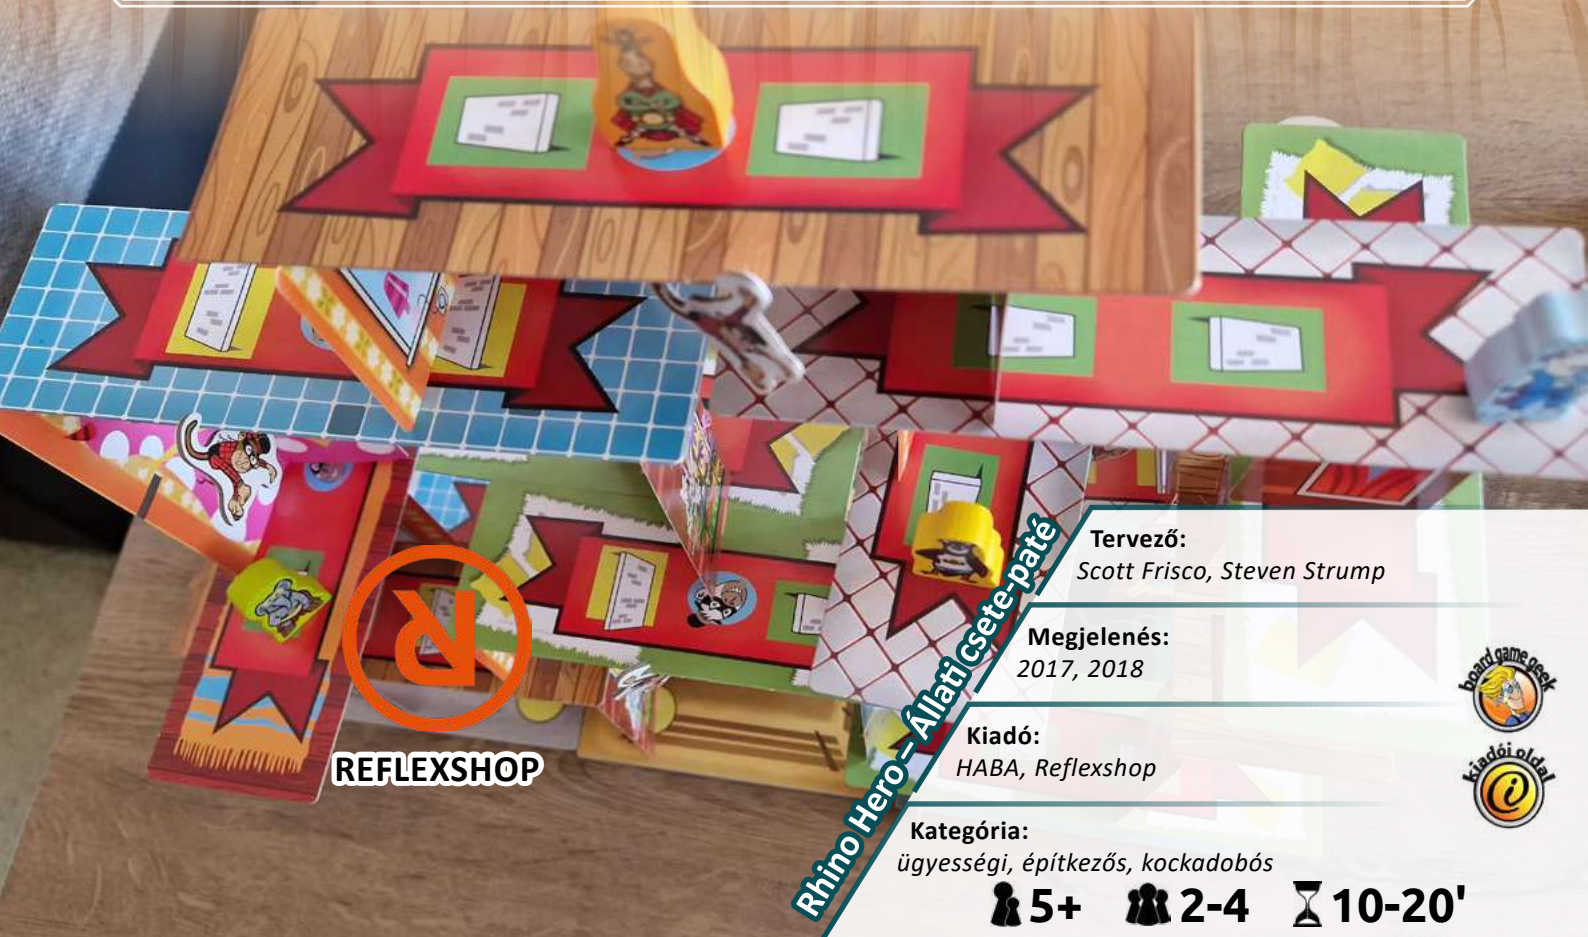 REFLEXSHOP
Rhino Hero – Állati csete-paté
Tervező:
Scott Frisco, Steven Strump
Megjelenés:
2017, 2018
Kiadó:
HABA, Reflexshop
Kategória:
ügyességi, építkezős, kockadobós
5+ 2-4 10-20'
board game geek
kiadói oldal